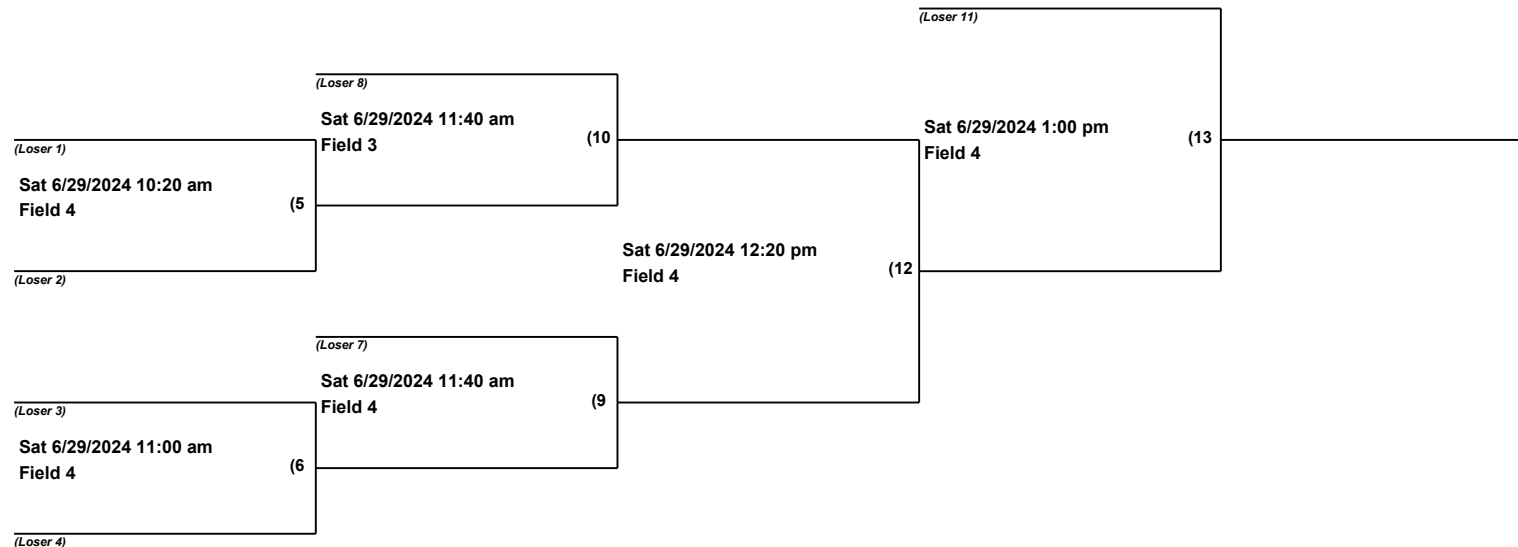 (Loser 11)
(Loser 8)
Sat 6/29/2024 11:40 am
Field 3
(10
Sat 6/29/2024 1:00 pm
Field 4
(13
(Loser 1)
Sat 6/29/2024 10:20 am
Field 4
(5
(Loser 2)
Sat 6/29/2024 12:20 pm
Field 4
(12
(Loser 7)
Sat 6/29/2024 11:40 am
Field 4
(9
(Loser 3)
Sat 6/29/2024 11:00 am
Field 4
(6
(Loser 4)